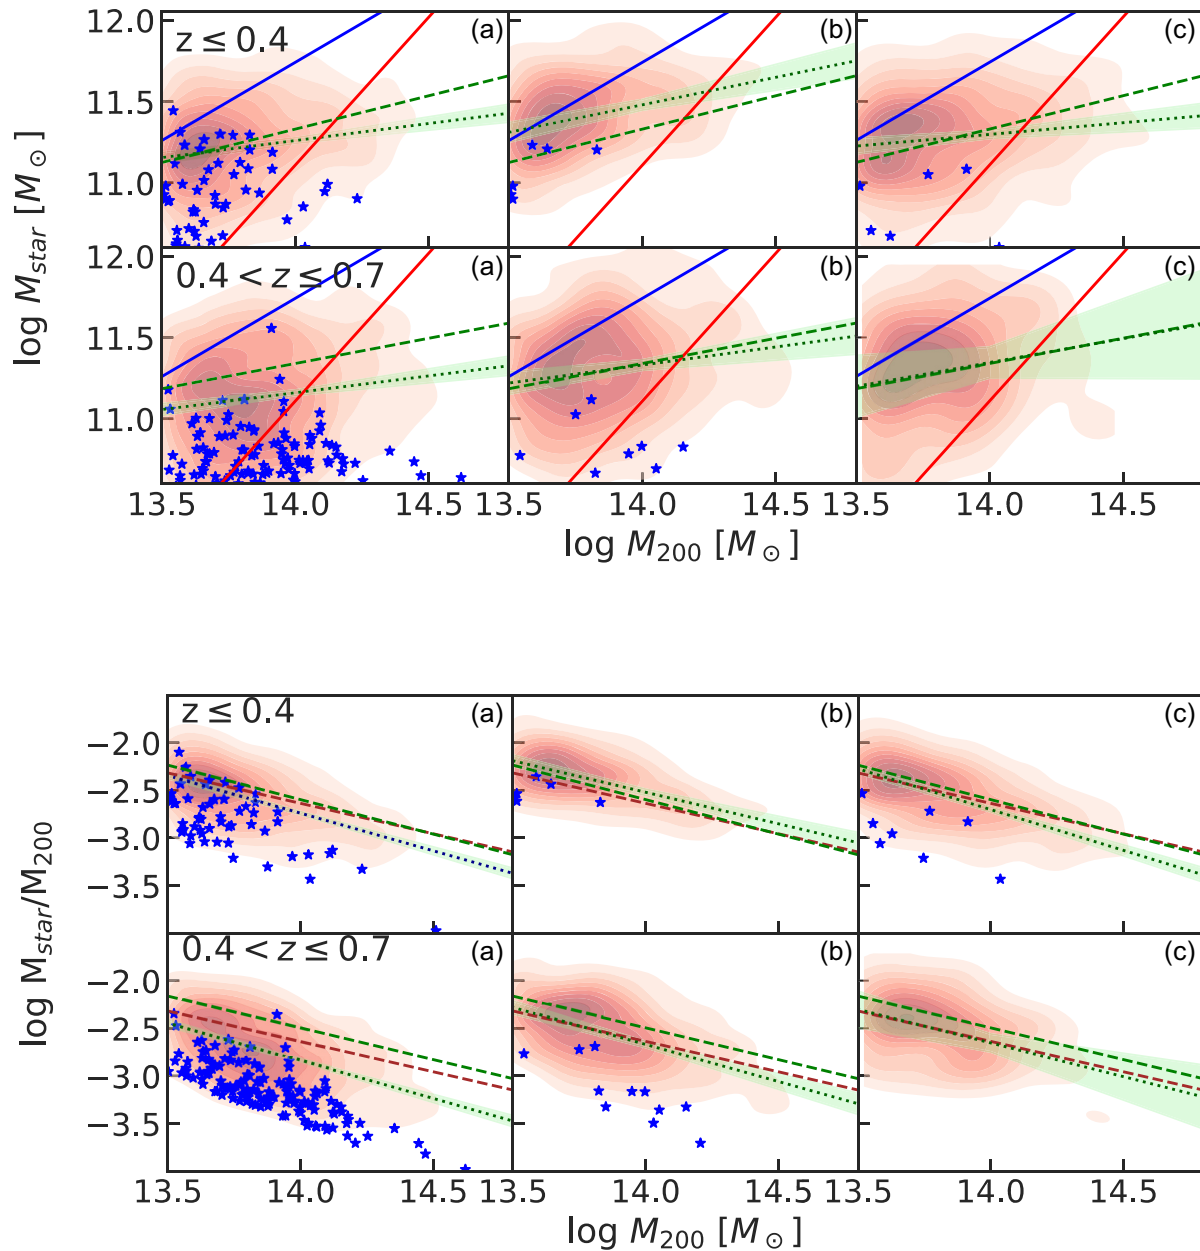 12.0
z ≤ 0.4
(a)
(b)
(c)
11.5
11.0
log M_star [M_⊙]
12.0
0.4 < z ≤ 0.7
(a)
(b)
(c)
11.5
11.0
13.5 14.0 14.5 13.5 14.0 13.5 14.0 14.5
log M_200 [M_⊙]
z ≤ 0.4
(a)
(b)
(c)
−2.0
−2.5
−3.0
−3.5
log M_star/M_200
0.4 < z ≤ 0.7
(a)
(b)
(c)
−2.0
−2.5
−3.0
−3.5
13.5 14.0 14.5 13.5 14.0 13.5 14.0 14.5
log M_200 [M_⊙]